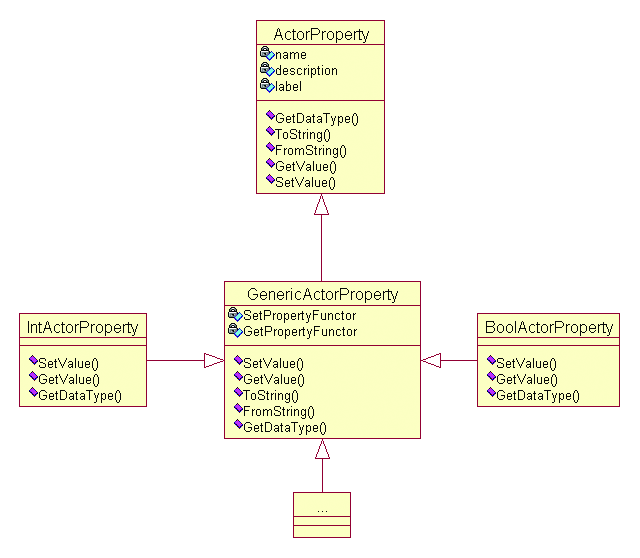 ActorProperty
name
description
label
GetDataType()
ToString()
FromString()
GetValue()
SetValue()
GenericActorProperty
SetPropertyFunctor
GetPropertyFunctor
SetValue()
GetValue()
ToString()
FromString()
GetDataType()
IntActorProperty
SetValue()
GetValue()
GetDataType()
BoolActorProperty
SetValue()
GetValue()
GetDataType()
...